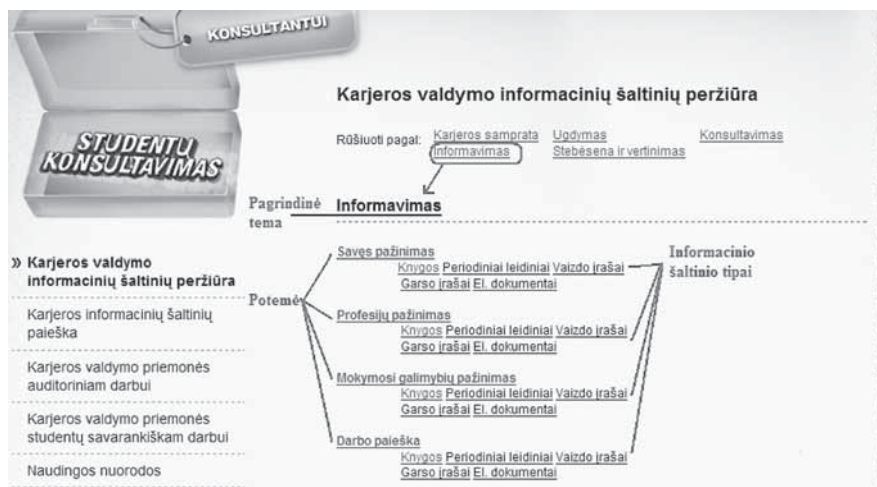 KONSULTANTUI
STUDENTŲ
KONSULTAVIMAS
Karjeros valdymo informacinių šaltinių peržiūra
Rūšiuoti pagal: Karjeros samprata Ugdymas Konsultavimas
Informavimas Stebėsena ir vertinimas
Pagrindinė
tema
Informavimas
» Karjeros valdymo
informacinių šaltinių peržiūra
Karjeros informacinių šaltinių
paieška
Karjeros valdymo priemonės
auditoriniam darbui
Karjeros valdymo priemonės
studentų savarankiškam darbui
Naudingos nuorodos
Potemė
Savęs pažinimas
Knygos Periodiniai leidiniai Vaizdo įrašai
Garso įrašai El. dokumentai
Profesijų pažinimas
Knygos Periodiniai leidiniai Vaizdo įrašai
Garso įrašai El. dokumentai
Mokymosi galimybių pažinimas
Knygos Periodiniai leidiniai Vaizdo įrašai
Garso įrašai El. dokumentai
Darbo paieška
Knygos Periodiniai leidiniai Vaizdo įrašai
Garso įrašai El. dokumentai
Informacinio
šaltinio tipai